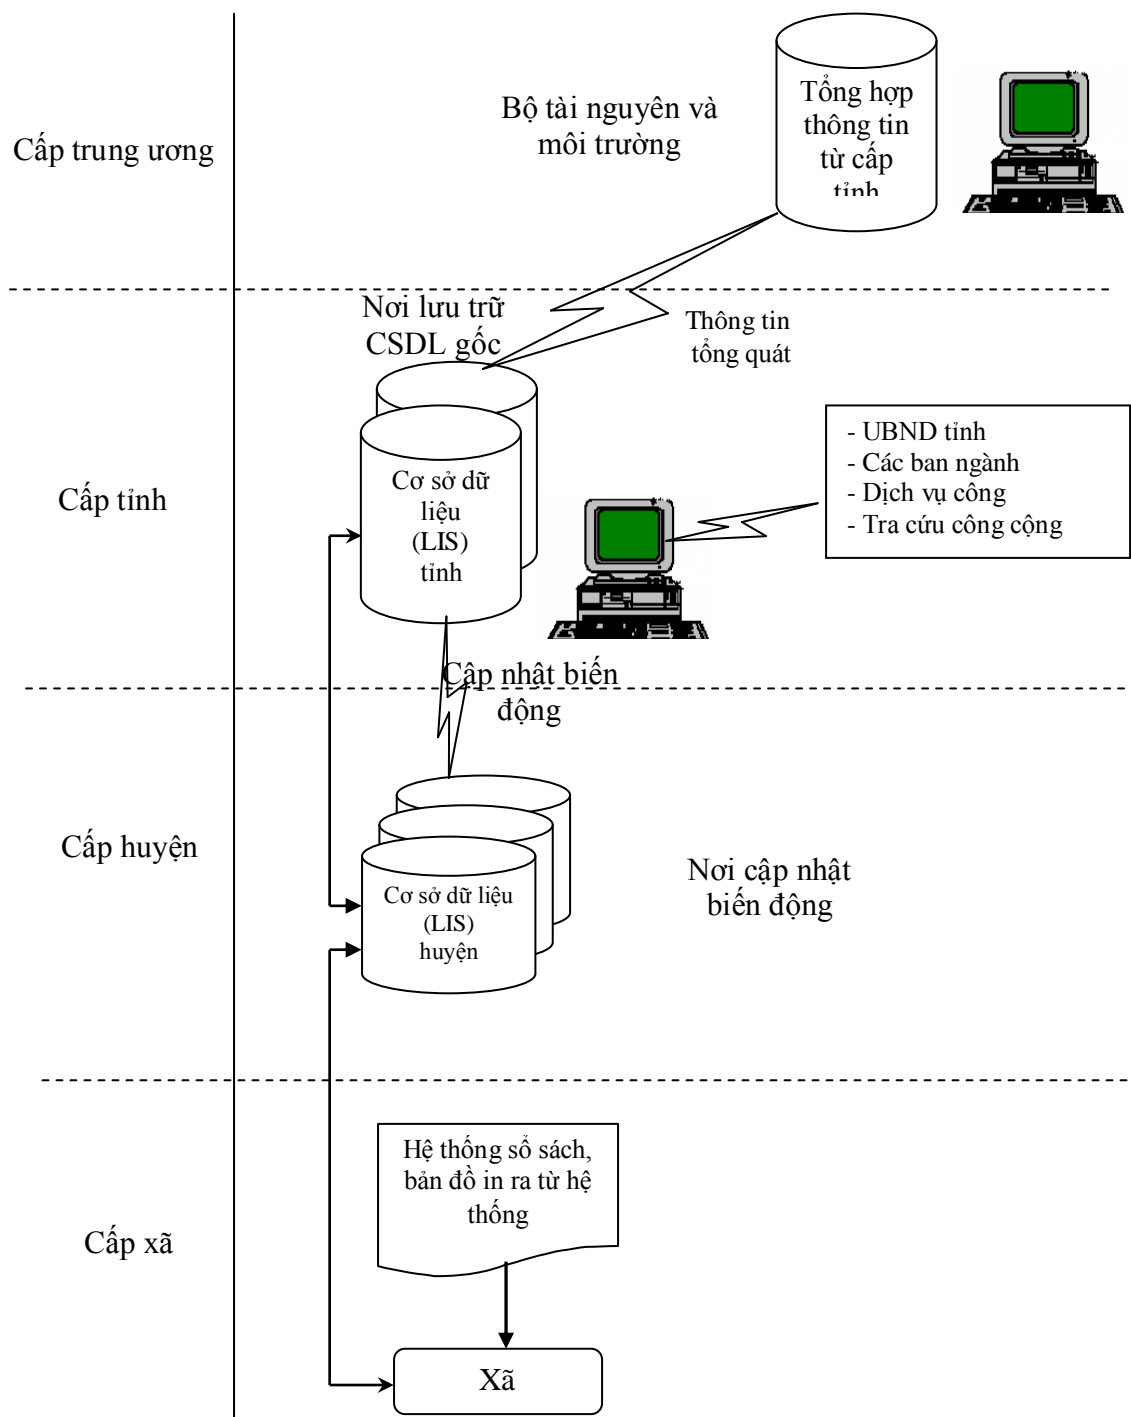 Cấp trung ương
Bộ tài nguyên và
môi trường
Tổng hợp
thông tin
từ cấp
tỉnh
Nơi lưu trữ
CSDL gốc
Thông tin
tổng quát
Cấp tỉnh
Cơ sở dữ
liệu
(LIS)
tỉnh
- UBND tỉnh
- Các ban ngành
- Dịch vụ công
- Tra cứu công cộng
Cập nhật biến
động
Cấp huyện
Cơ sở dữ liệu
(LIS)
huyện
Nơi cập nhật
biến động
Cấp xã
Hệ thống sổ sách,
bản đồ in ra từ hệ
thống
Xã